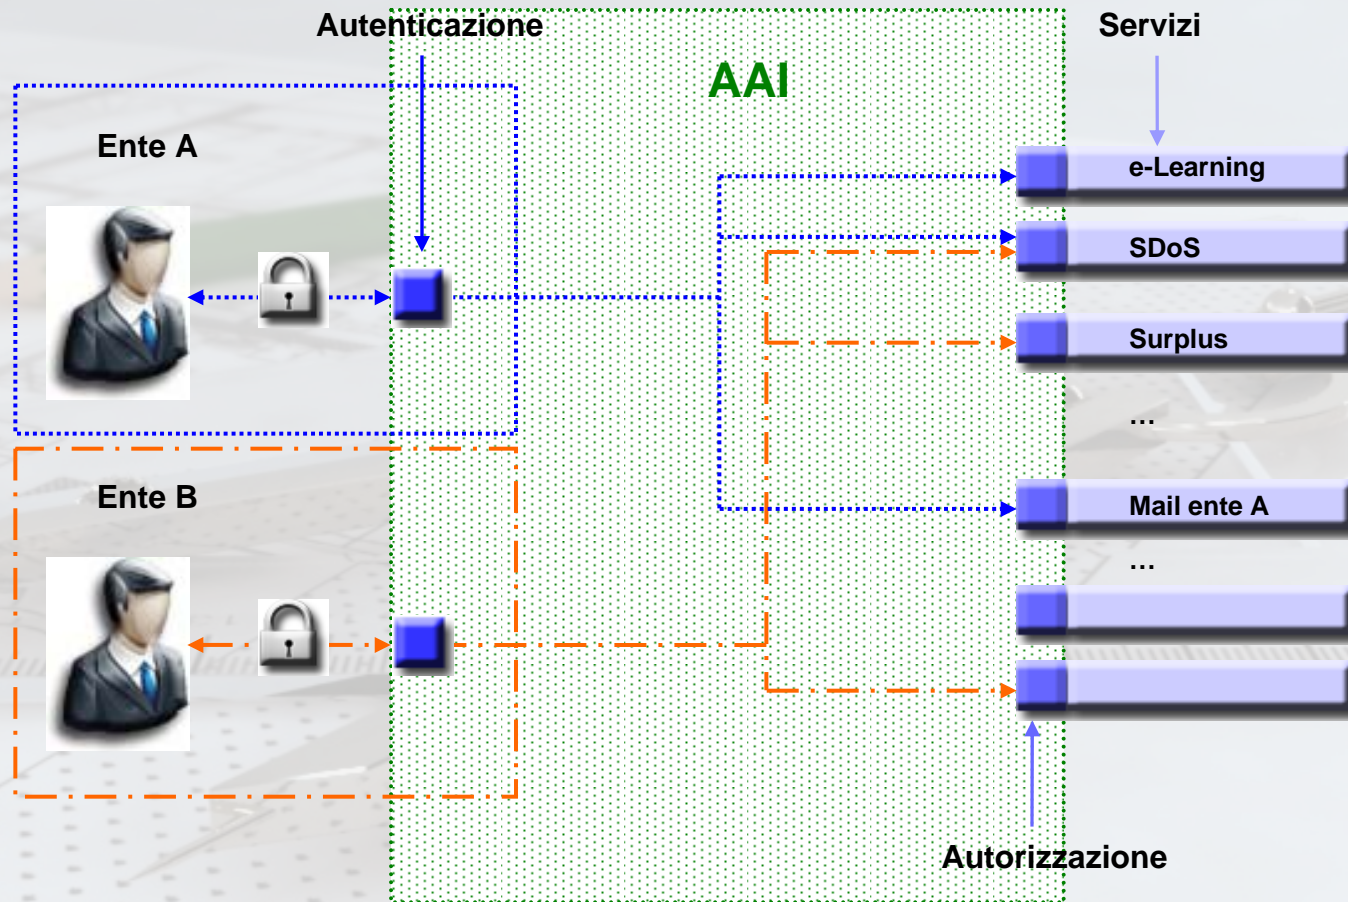 Autenticazione
Servizi
AAI
Ente A
e-Learning
SDoS
Surplus
...
Ente B
Mail ente A
...
Autorizzazione